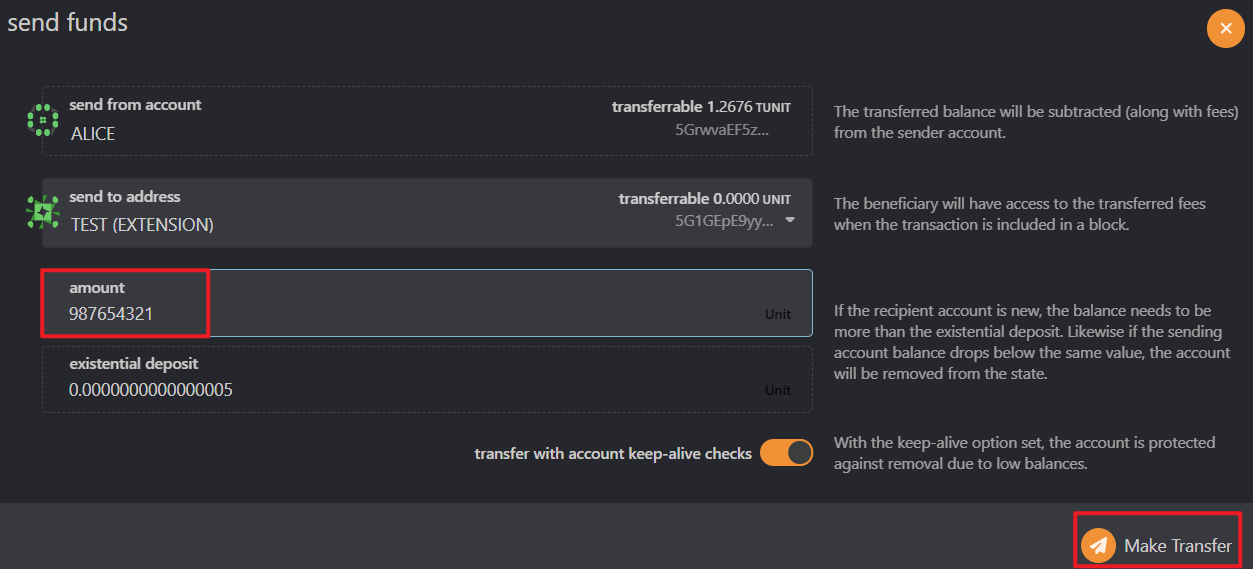 send funds
send from account
ALICE
transferrable 1.2676 TUNIT
5GrwvaEF5z...
The transferred balance will be subtracted (along with fees)
from the sender account.
send to address
TEST (EXTENSION)
transferrable 0.0000 UNIT
5G1GEpE9yy...
The beneficiary will have access to the transferred fees
when the transaction is included in a block.
amount
987654321
Unit
If the recipient account is new, the balance needs to be
more than the existential deposit. Likewise if the sending
account balance drops below the same value, the account
will be removed from the state.
existential deposit
0.0000000000000005
Unit
transfer with account keep-alive checks
With the keep-alive option set, the account is protected
against removal due to low balances.
Make Transfer